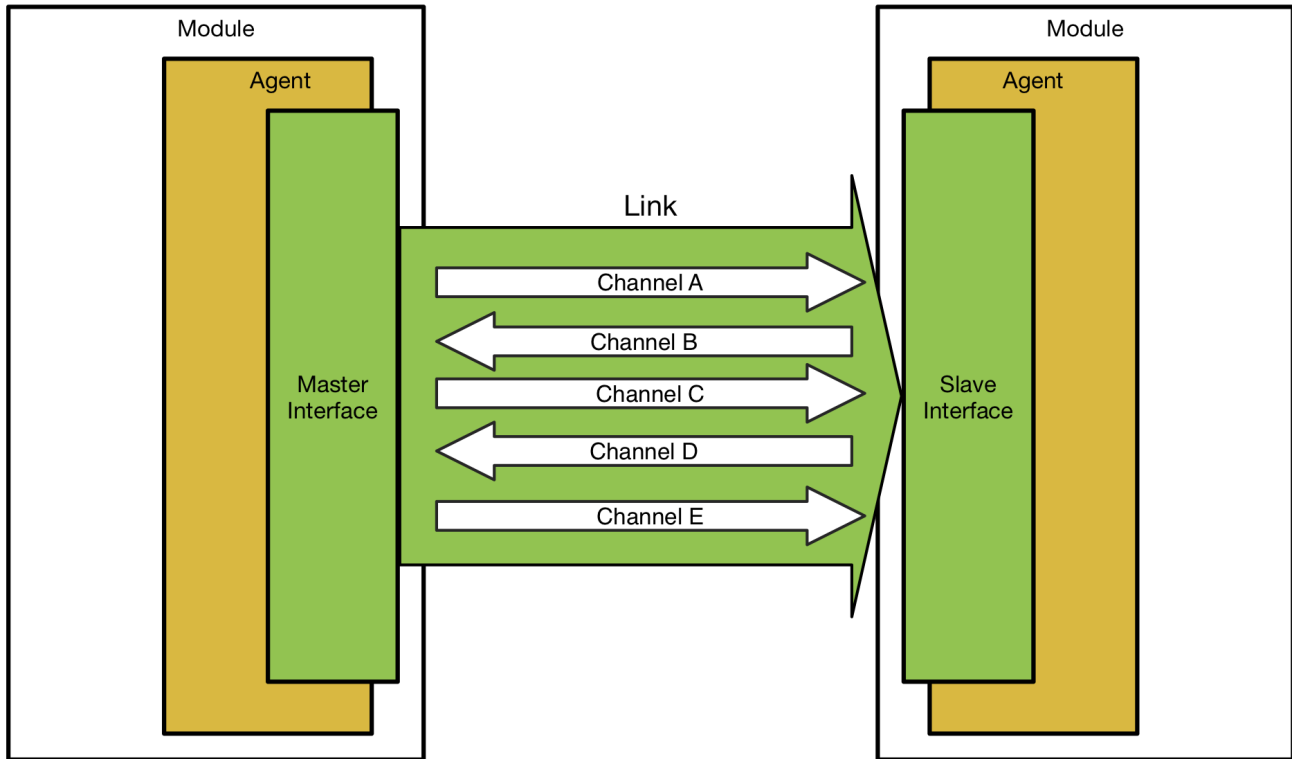 Module
Module
Agent
Agent
Link
Channel A
Channel B
Channel C
Channel D
Channel E
Master
Interface
Slave
Interface